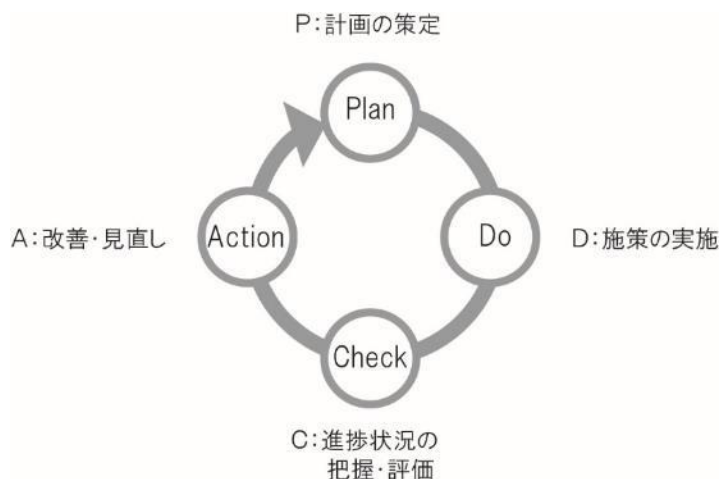 P:計画の策定
Plan
A:改善・見直し
Action
Do
D:施策の実施
Check
C:進捗状況の
把握・評価